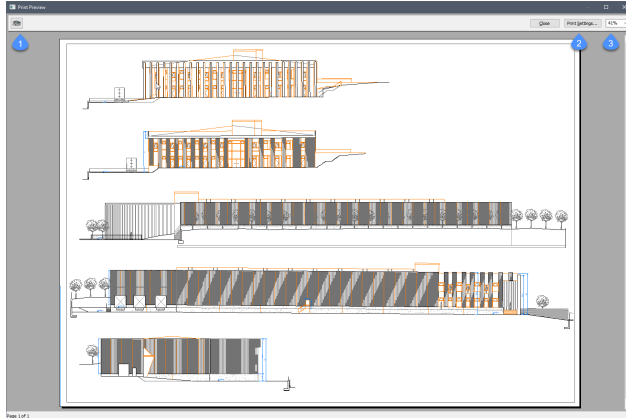 Print Preview
Close
Print Settings...
41%
1
2
3
Page 1 of 1